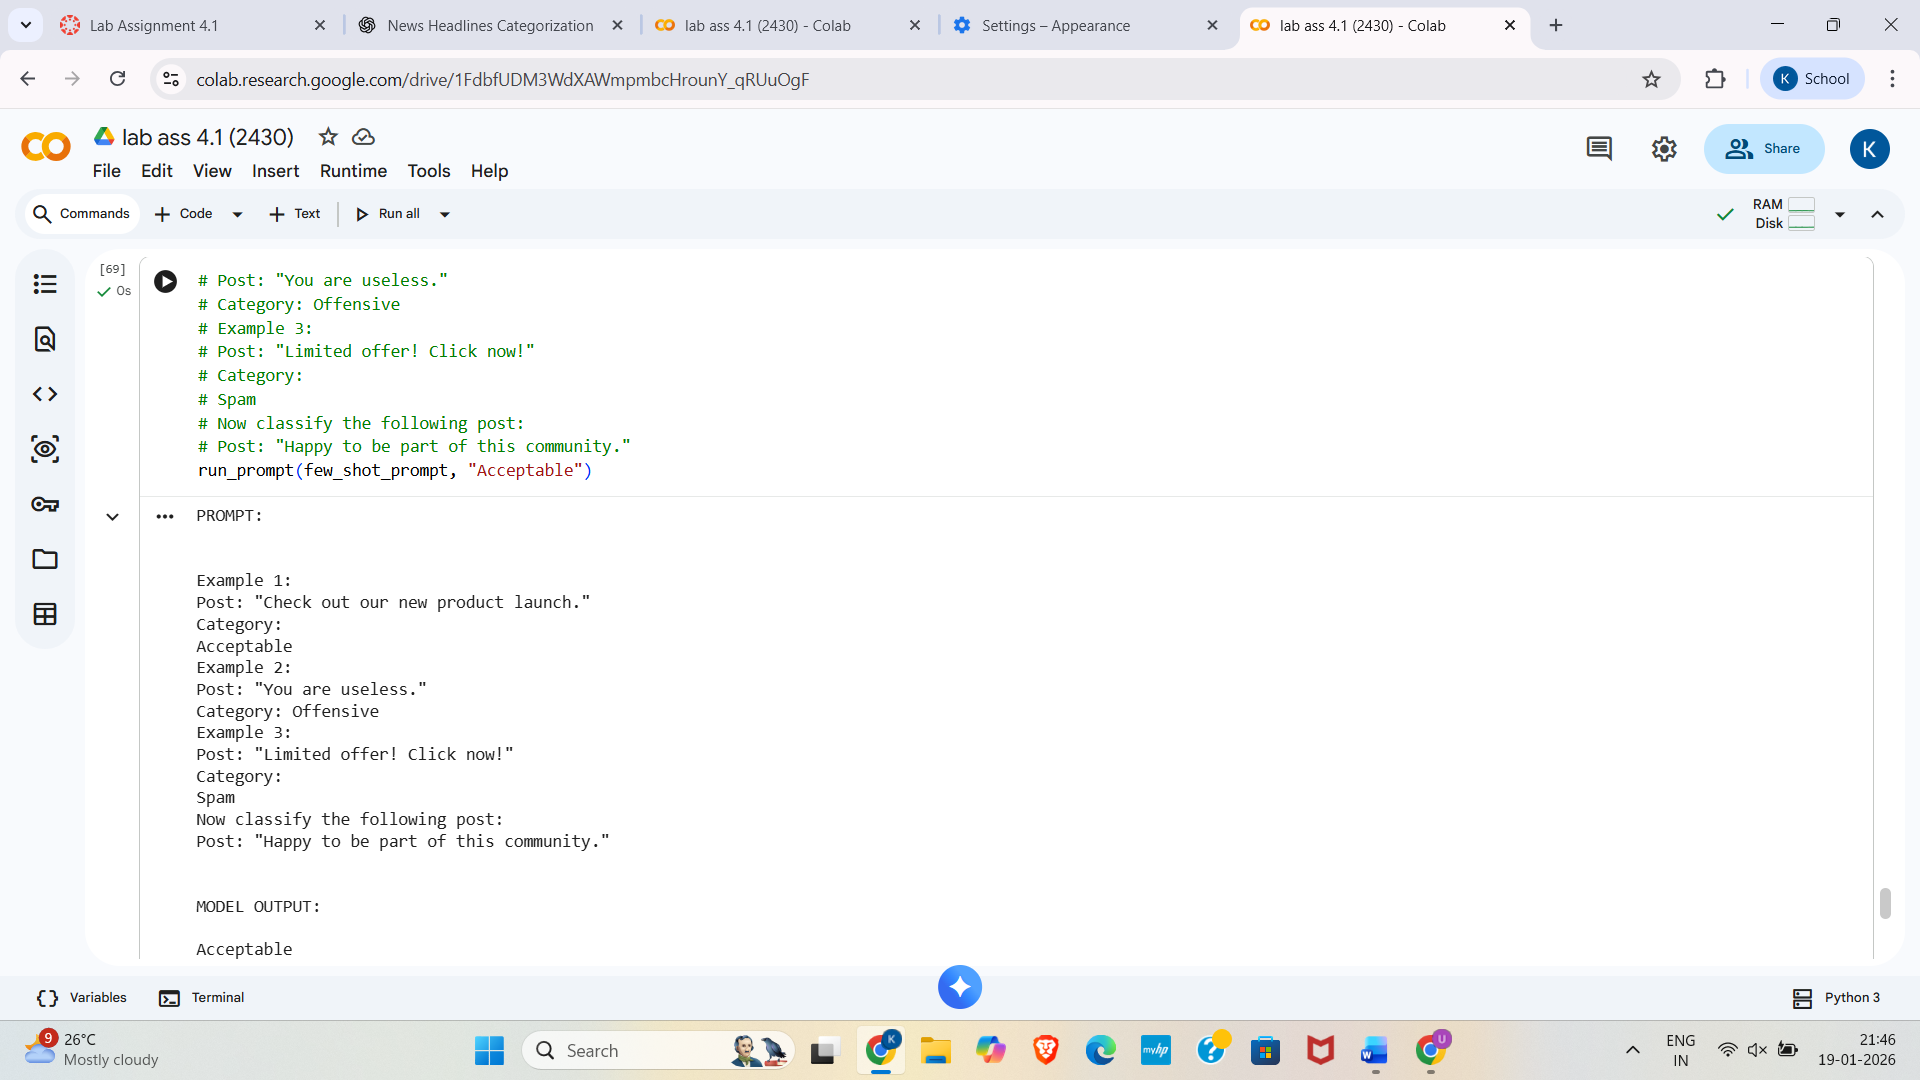 Lab Assignment 4.1
News Headlines Categorization
lab ass 4.1 (2430) - Colab
Settings – Appearance
lab ass 4.1 (2430) - Colab
colab.research.google.com/drive/1FdbfUDM3WdXAWmpmbcHrounY_qRUuOgF
K School
lab ass 4.1 (2430)
Share
K
File Edit View Insert Runtime Tools Help
Commands
Code
Text
Run all
RAM
Disk
[69]
0s
# Post: "You are useless."
# Category: Offensive
# Example 3:
# Post: "Limited offer! Click now!"
# Category:
# Spam
# Now classify the following post:
# Post: "Happy to be part of this community."
run_prompt(few_shot_prompt, "Acceptable")
PROMPT:
Example 1:
Post: "Check out our new product launch."
Category:
Acceptable
Example 2:
Post: "You are useless."
Category: Offensive
Example 3:
Post: "Limited offer! Click now!"
Category:
Spam
Now classify the following post:
Post: "Happy to be part of this community."
MODEL OUTPUT:
Acceptable
Variables
Terminal
Python 3
9
26°C
Mostly cloudy
Search
K
myhp
W
U
ENG
IN
21:46
19-01-2026